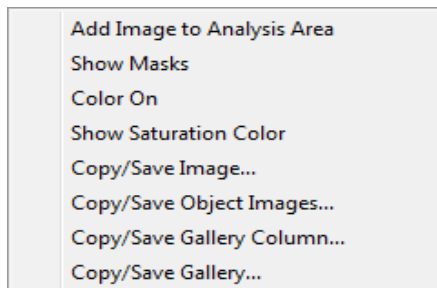 Add Image to Analysis Area
Show Masks
Color On
Show Saturation Color
Copy/Save Image...
Copy/Save Object Images...
Copy/Save Gallery Column...
Copy/Save Gallery...